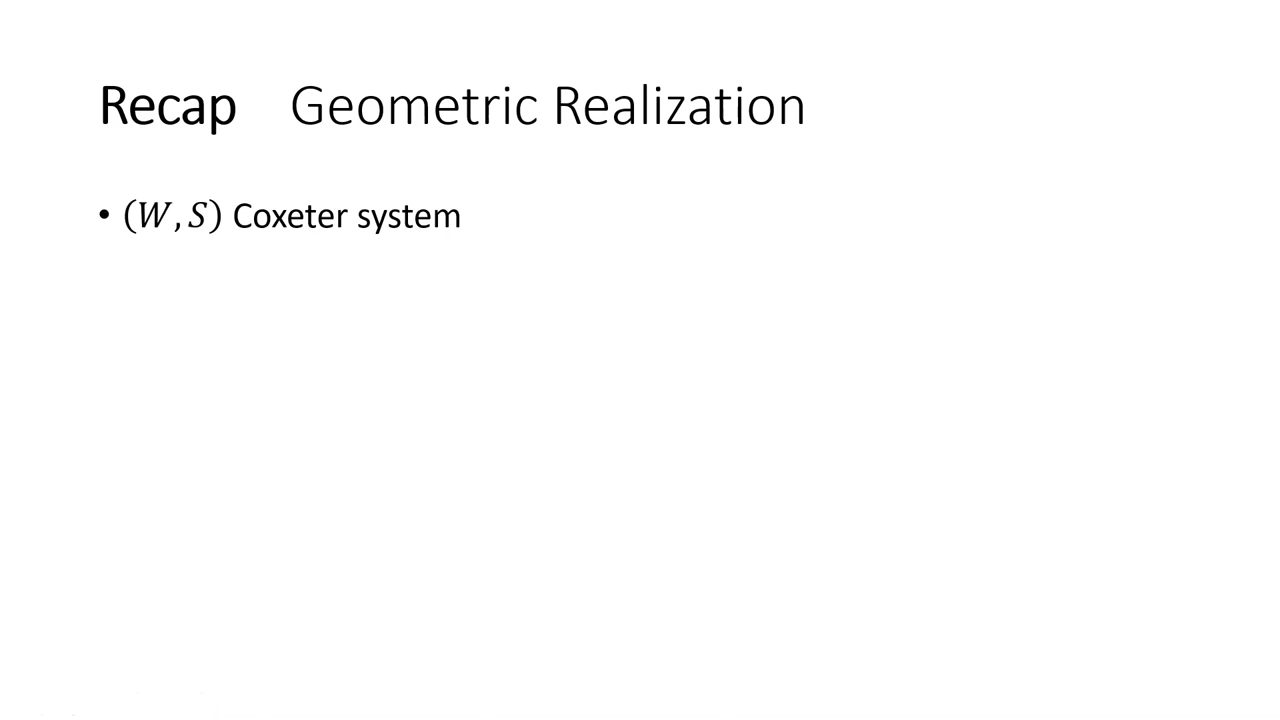 Recap Geometric Realization
• (W, S) Coxeter system